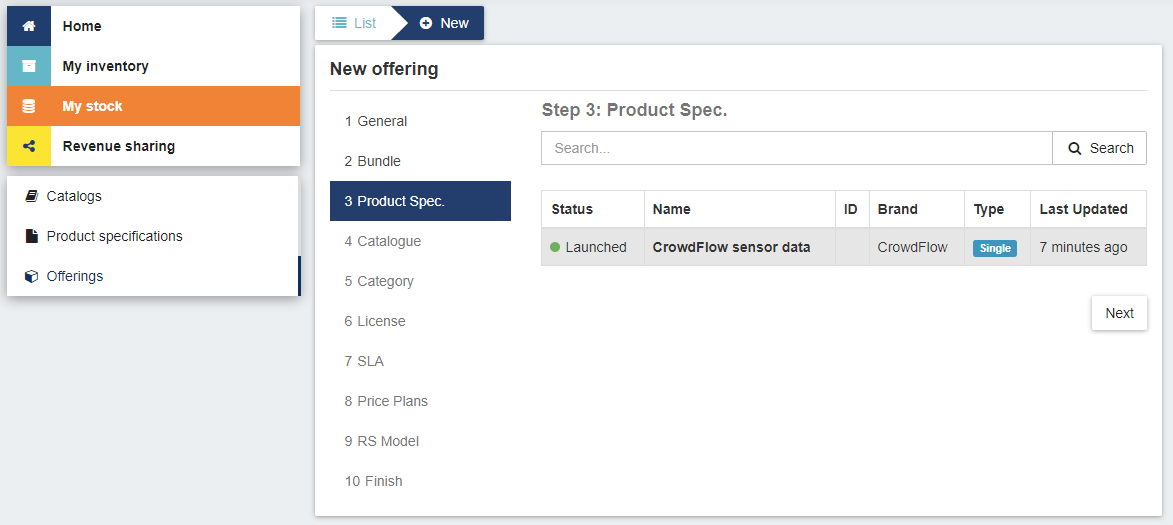 Home
My inventory
My stock
Revenue sharing
Catalogs
Product specifications
Offerings
List
New
New offering
1 General
2 Bundle
3 Product Spec.
4 Catalogue
5 Category
6 License
7 SLA
8 Price Plans
9 RS Model
10 Finish
Step 3: Product Spec.
Search... Search
Status Name ID Brand Type Last Updated
Launched CrowdFlow sensor data CrowdFlow Single 7 minutes ago
Next